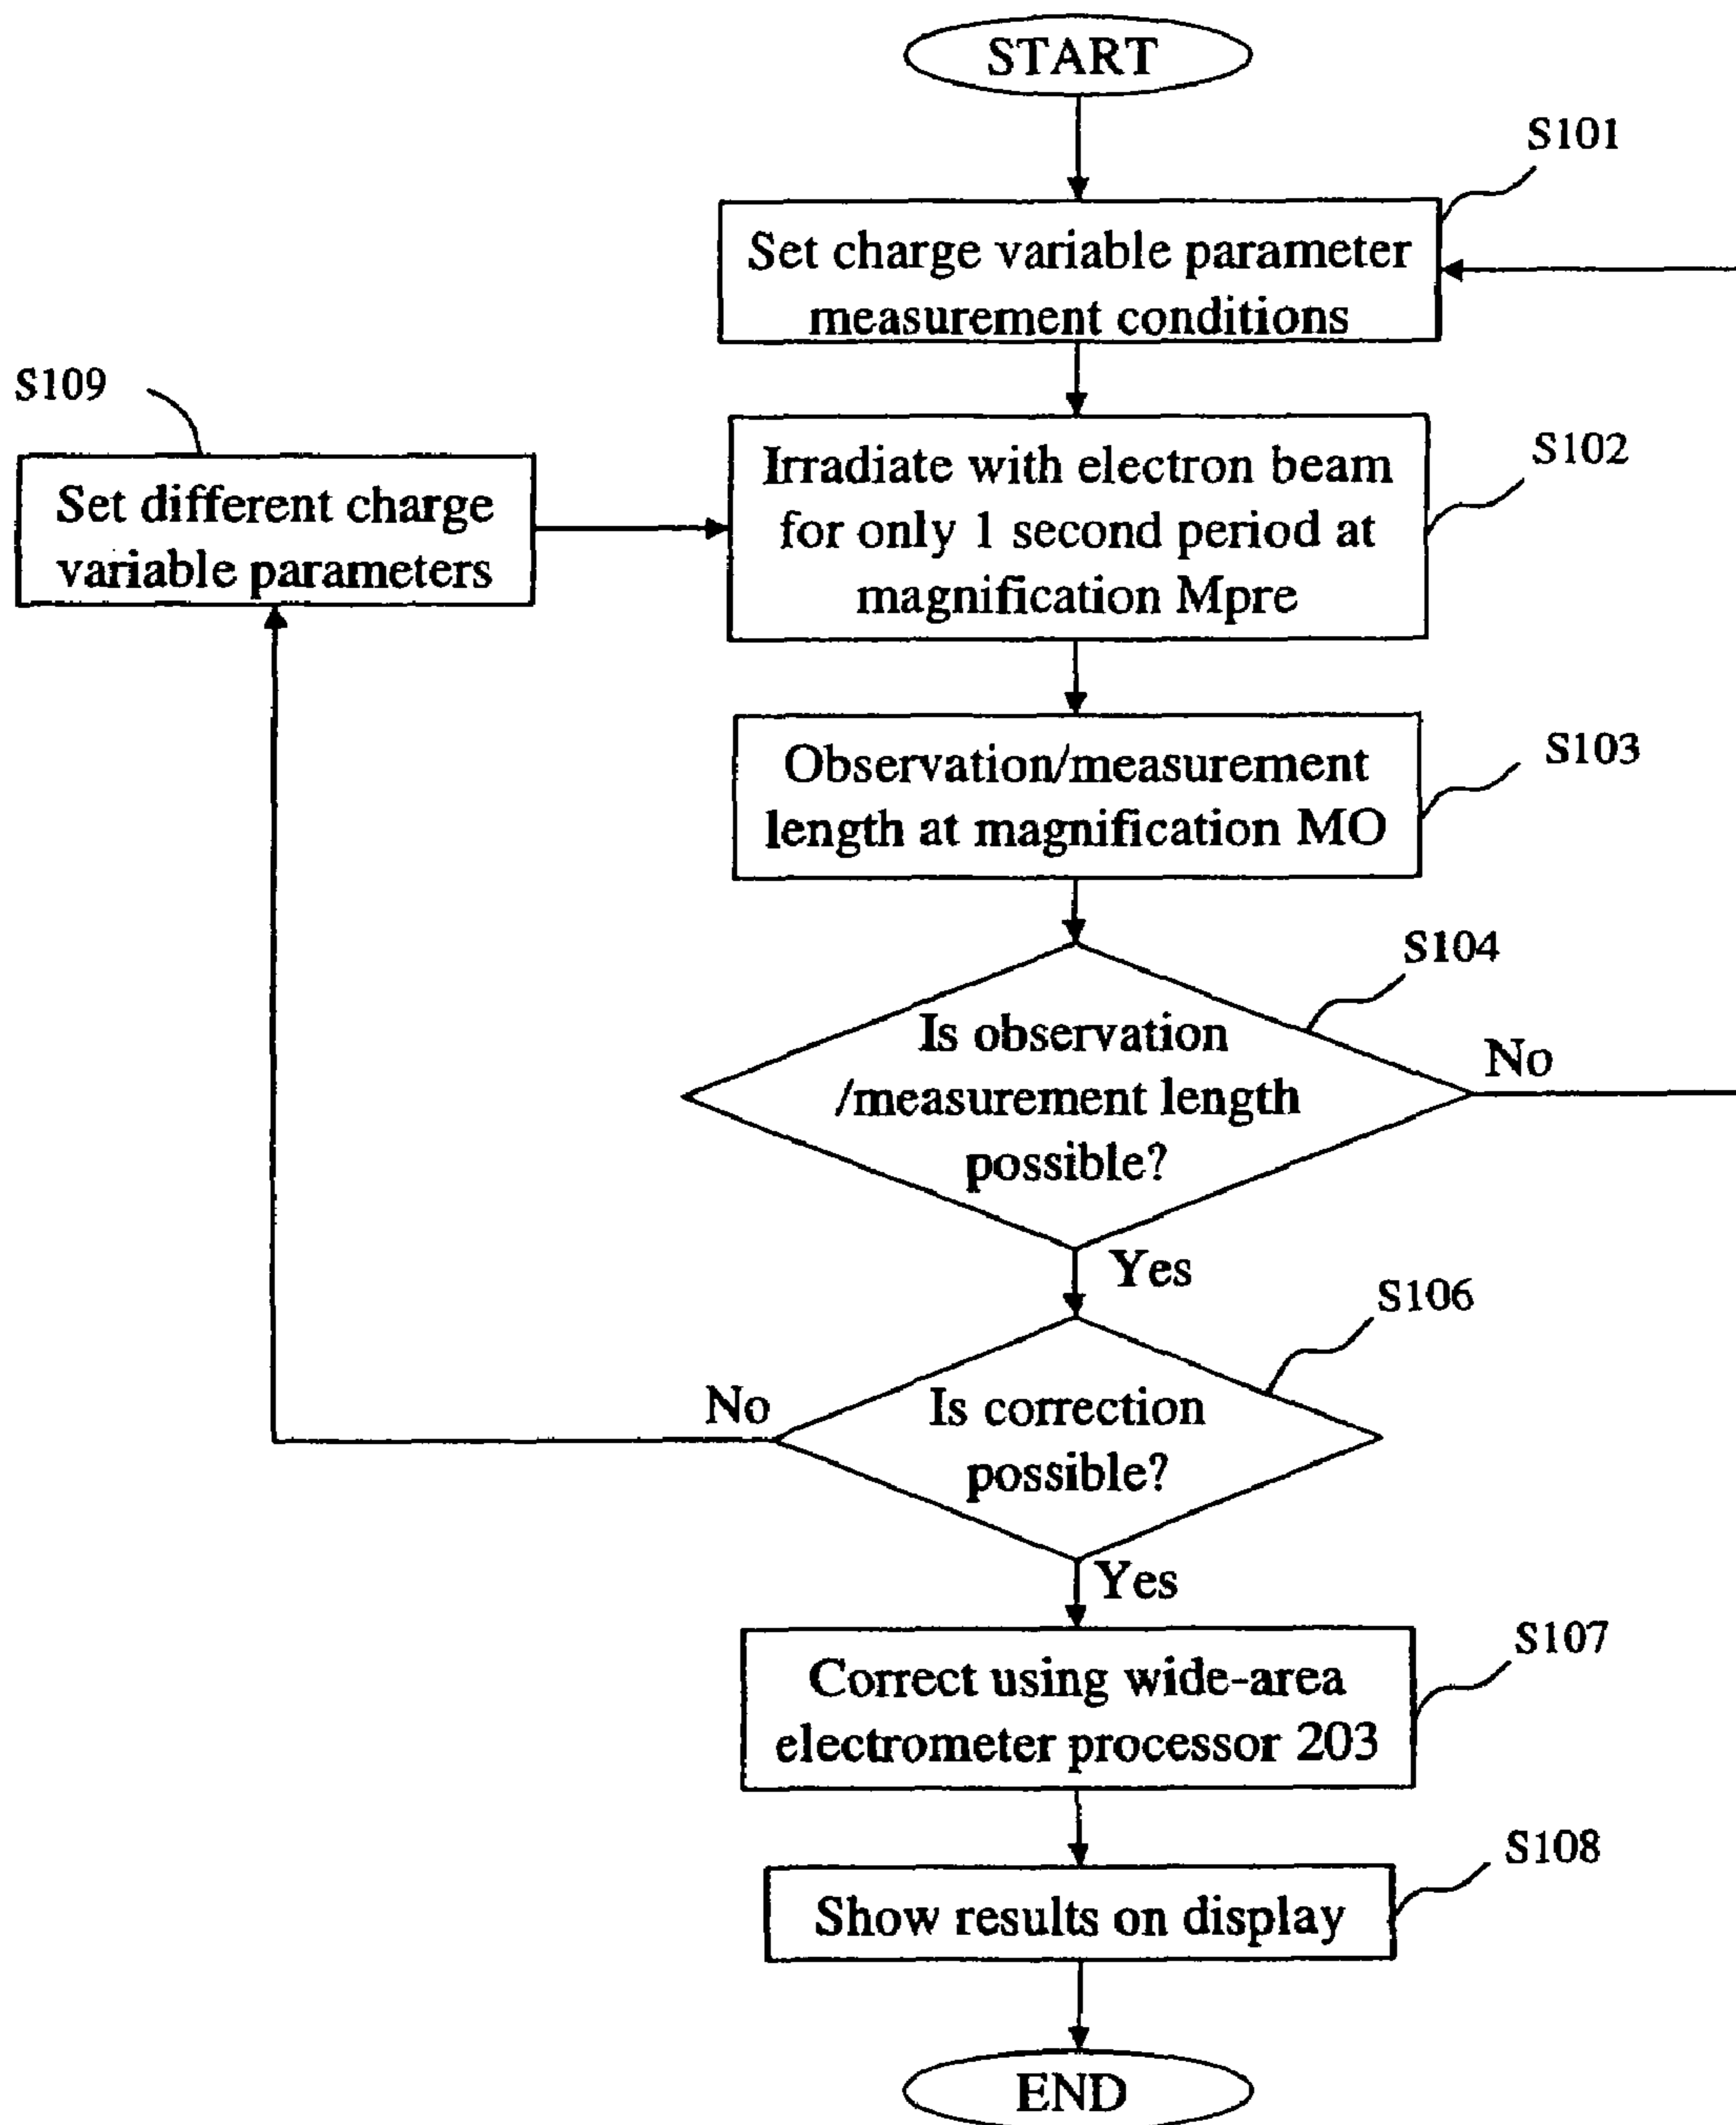 START
S101
Set charge variable parameter
measurement conditions
S109
Set different charge
variable parameters
S102
Irradiate with electron beam
for only 1 second period at
magnification Mpre
S103
Observation/measurement
length at magnification MO
S104
Is observation
/measurement length
possible?
No
Yes
S106
Is correction
possible?
No
Yes
S107
Correct using wide-area
electrometer processor 203
S108
Show results on display
END